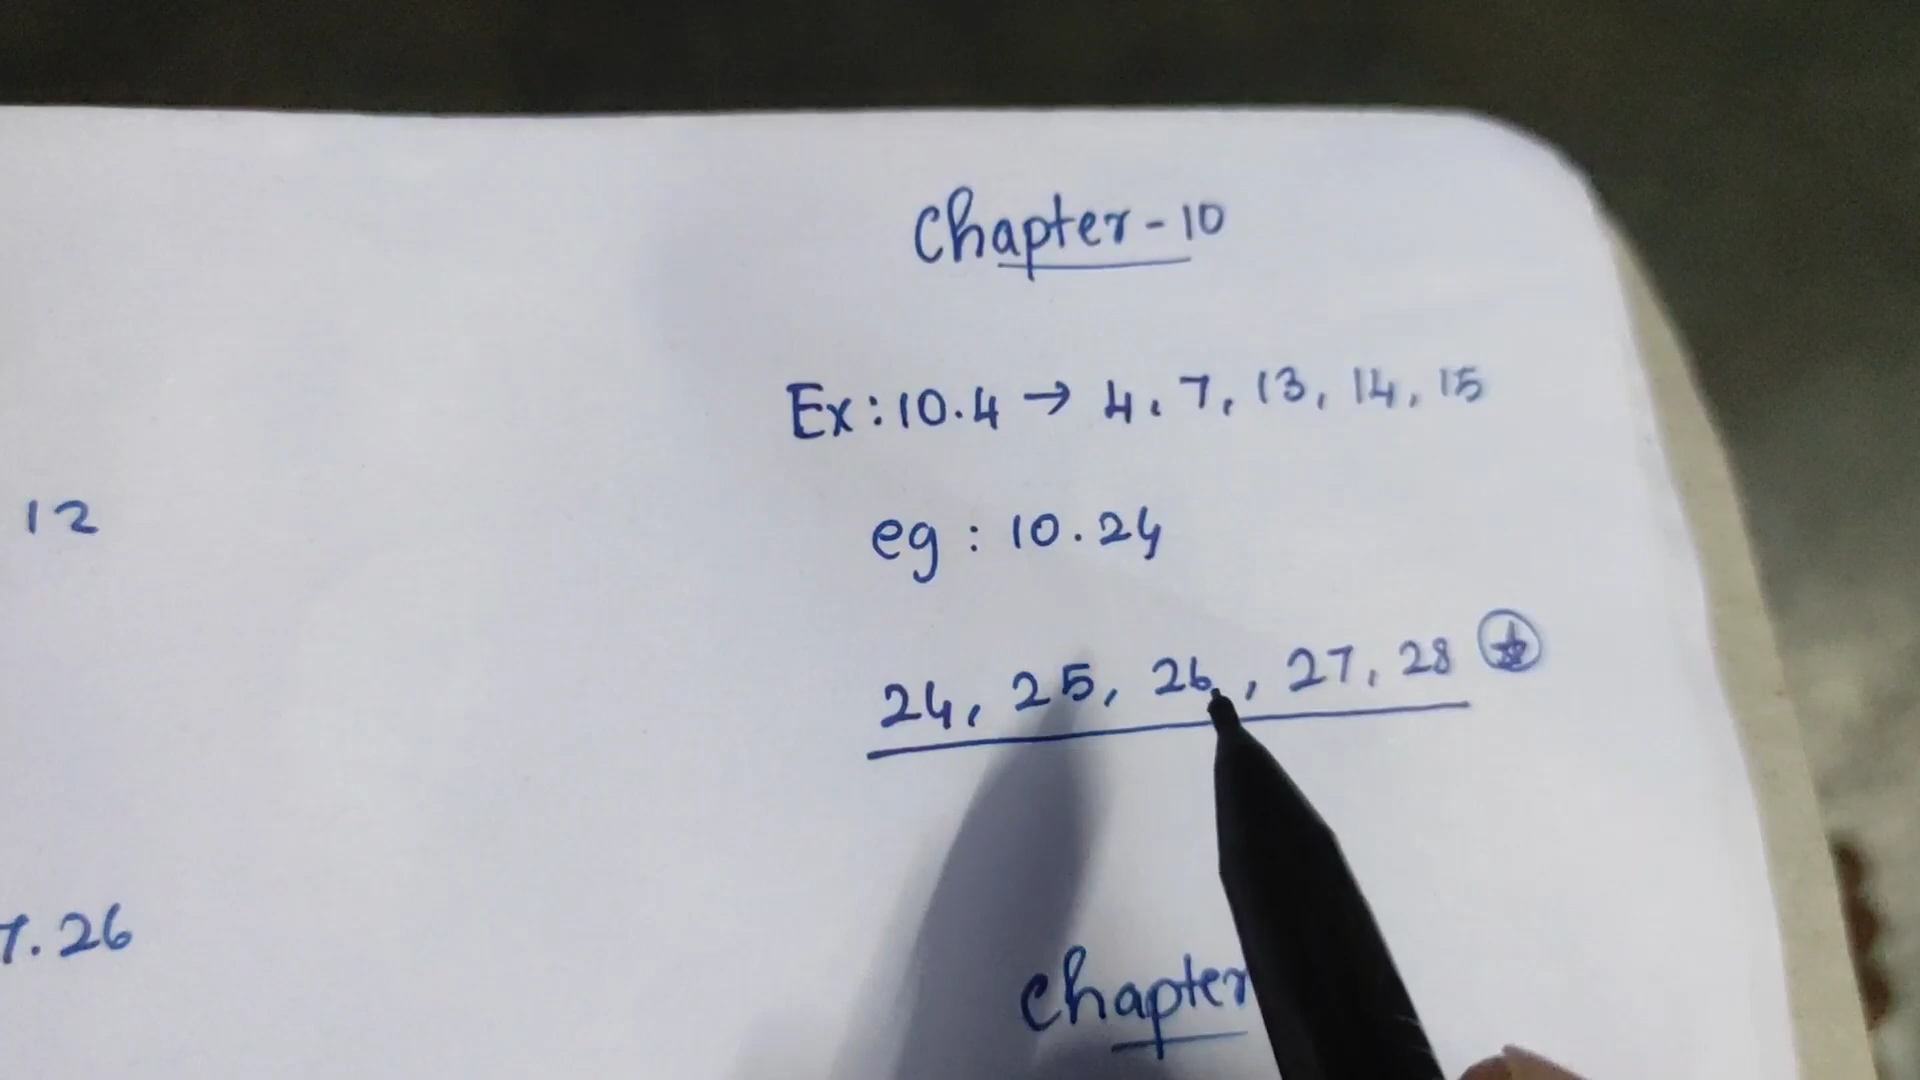 Chapter - 10
Ex : 10.4 → 4, 7, 13, 14, 15
12
eg : 10.24
24, 25, 26, 27, 28
7.26
Chapter